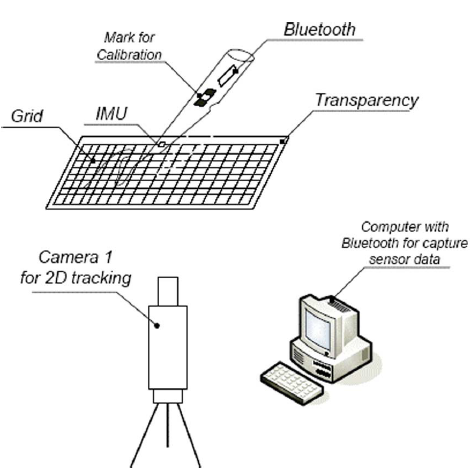 Bluetooth
Mark for
Calibration
Transparency
IMU
Grid
Computer with
Bluetooth for capture
sensor data
Camera 1
for 2D tracking